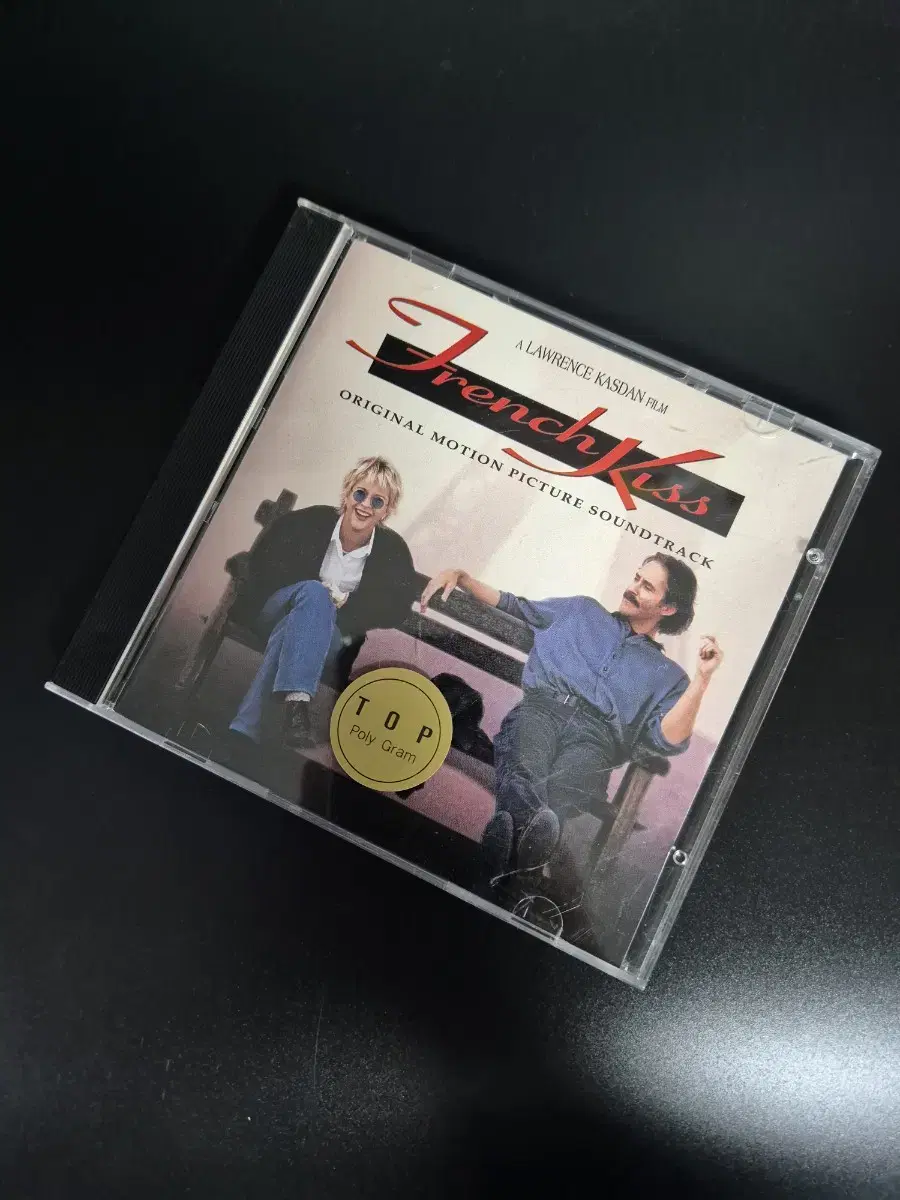 A LAWRENCE KASDAN FILM
French Kiss
ORIGINAL MOTION PICTURE SOUNDTRACK
TOP
Poly Gram